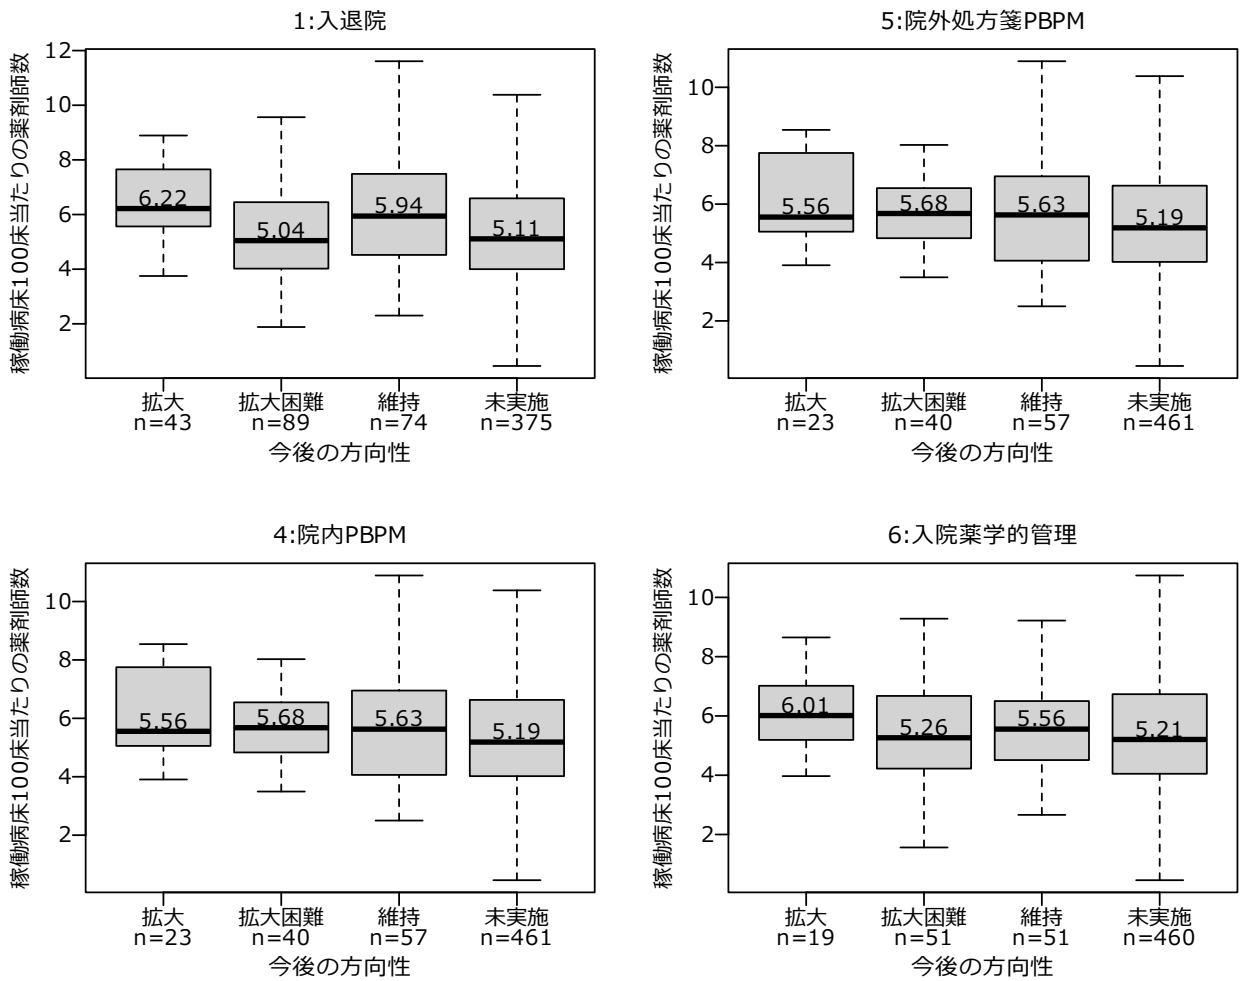 1:入退院
稼働病床100床当たりの薬剤師数
12
10
8
6
4
2
6.22
5.04
5.94
5.11
拡大 拡大困難 維持 未実施
n=43 n=89 n=74 n=375
今後の方向性
5:院外処方箋PBPM
稼働病床100床当たりの薬剤師数
10
8
6
4
2
5.56
5.68
5.63
5.19
拡大 拡大困難 維持 未実施
n=23 n=40 n=57 n=461
今後の方向性
4:院内PBPM
稼働病床100床当たりの薬剤師数
10
8
6
4
2
5.56
5.68
5.63
5.19
拡大 拡大困難 維持 未実施
n=23 n=40 n=57 n=461
今後の方向性
6:入院薬学的管理
稼働病床100床当たりの薬剤師数
10
8
6
4
2
6.01
5.26
5.56
5.21
拡大 拡大困難 維持 未実施
n=19 n=51 n=51 n=460
今後の方向性